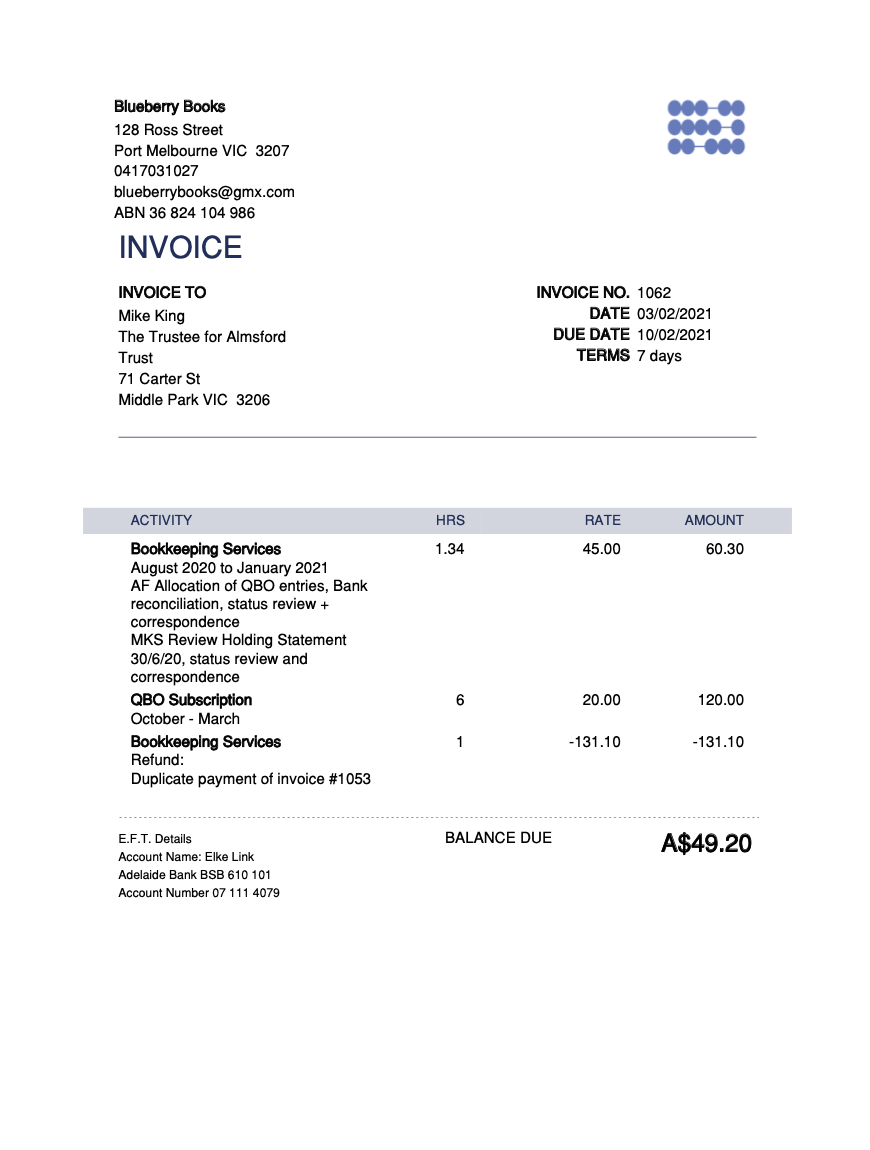 Blueberry Books
128 Ross Street
Port Melbourne VIC  3207
0417031027
blueberrybooks@gmx.com
ABN 36 824 104 986
INVOICE
INVOICE TO
Mike King
The Trustee for Almsford
Trust
71 Carter St
Middle Park VIC  3206
INVOICE NO. 1062
DATE 03/02/2021
DUE DATE 10/02/2021
TERMS 7 days
ACTIVITY HRS RATE AMOUNT
Bookkeeping Services 1.34 45.00 60.30
August 2020 to January 2021
AF Allocation of QBO entries, Bank
reconciliation, status review +
correspondence
MKS Review Holding Statement
30/6/20, status review and
correspondence
QBO Subscription 6 20.00 120.00
October - March
Bookkeeping Services 1 -131.10 -131.10
Refund:
Duplicate payment of invoice #1053
E.F.T. Details
Account Name: Elke Link
Adelaide Bank BSB 610 101
Account Number 07 111 4079
BALANCE DUE A$49.20